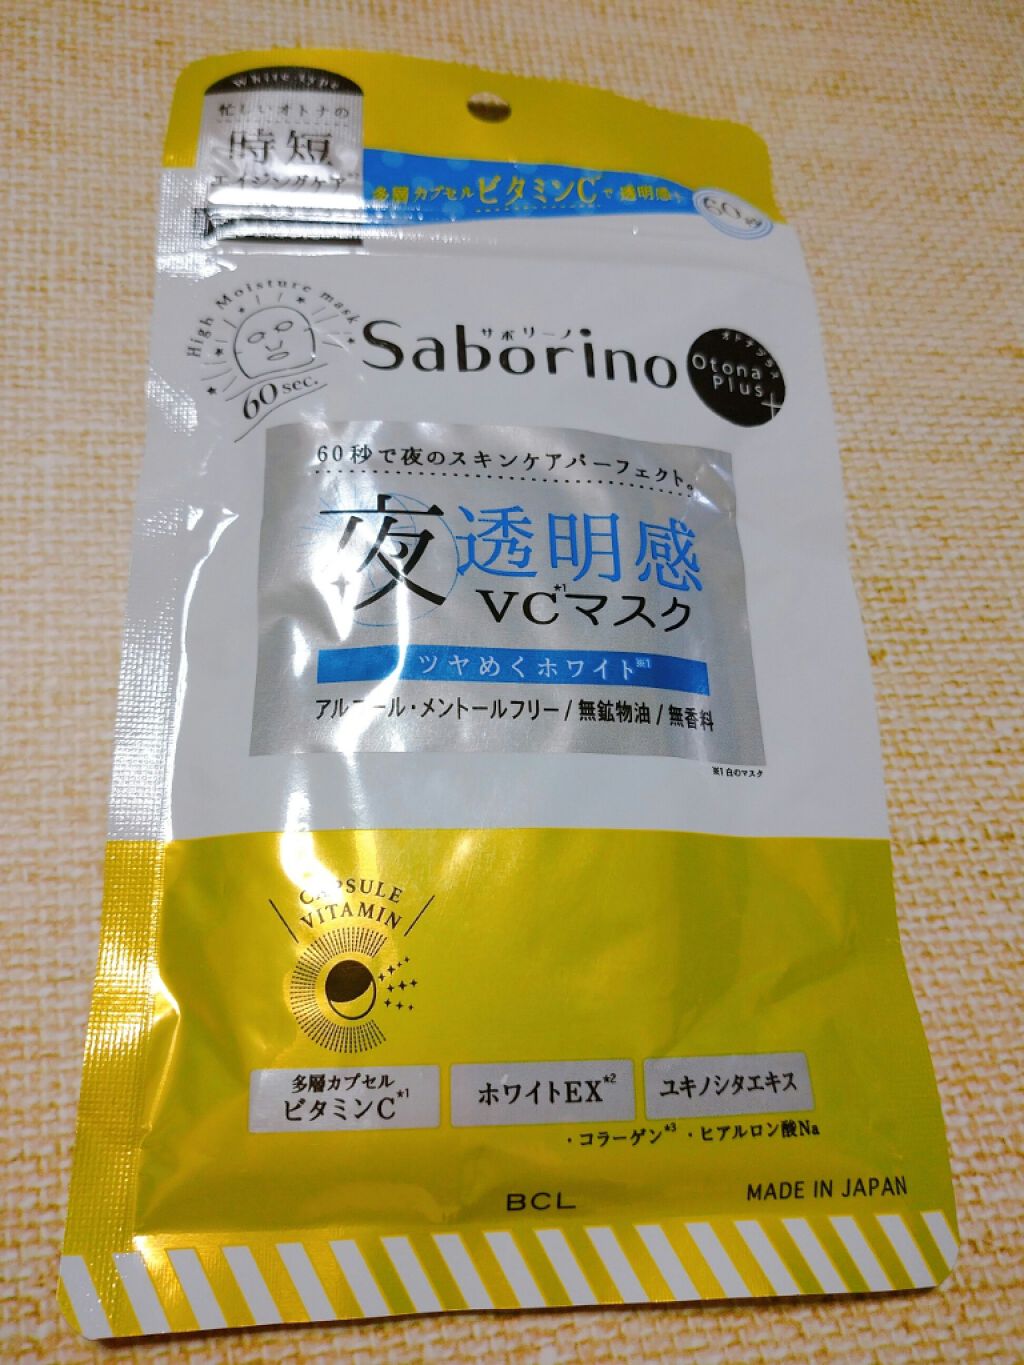 White type
忙しいオトナの
時短
エイジングケア
多層カプセルビタミンCで透明感を
60秒
High Moisture mask
60 sec.
サボリーノ
Saborino
オトナプラス
Otona
Plus+
60秒で夜のスキンケアパーフェクト。
夜透明感
VC*1マスク
ツヤめくホワイト※1
アルコール・メントールフリー/無鉱物油/無香料
※1 白のマスク
CAPSULE
VITAMIN
多層カプセル
ビタミンC*1
ホワイトEX*2
ユキノシタエキス
・コラーゲン*3 ・ヒアルロン酸Na
BCL
MADE IN JAPAN